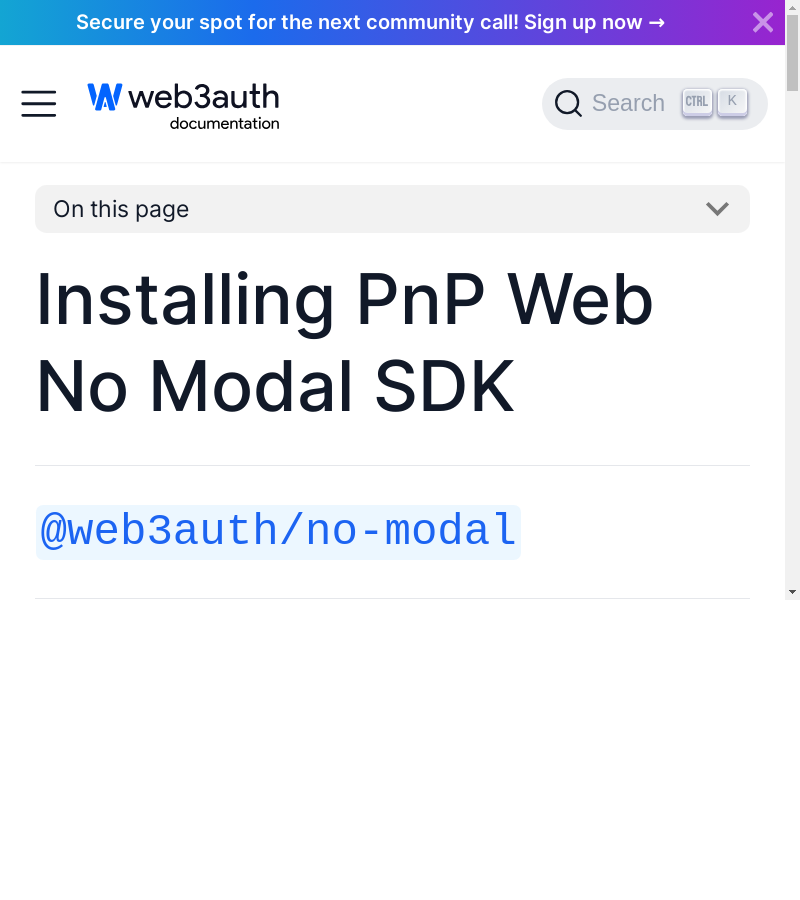 Secure your spot for the next community call! Sign up now →
web3auth
documentation
Search CTRL K
On this page
Installing PnP Web
No Modal SDK
@web3auth/no-modal